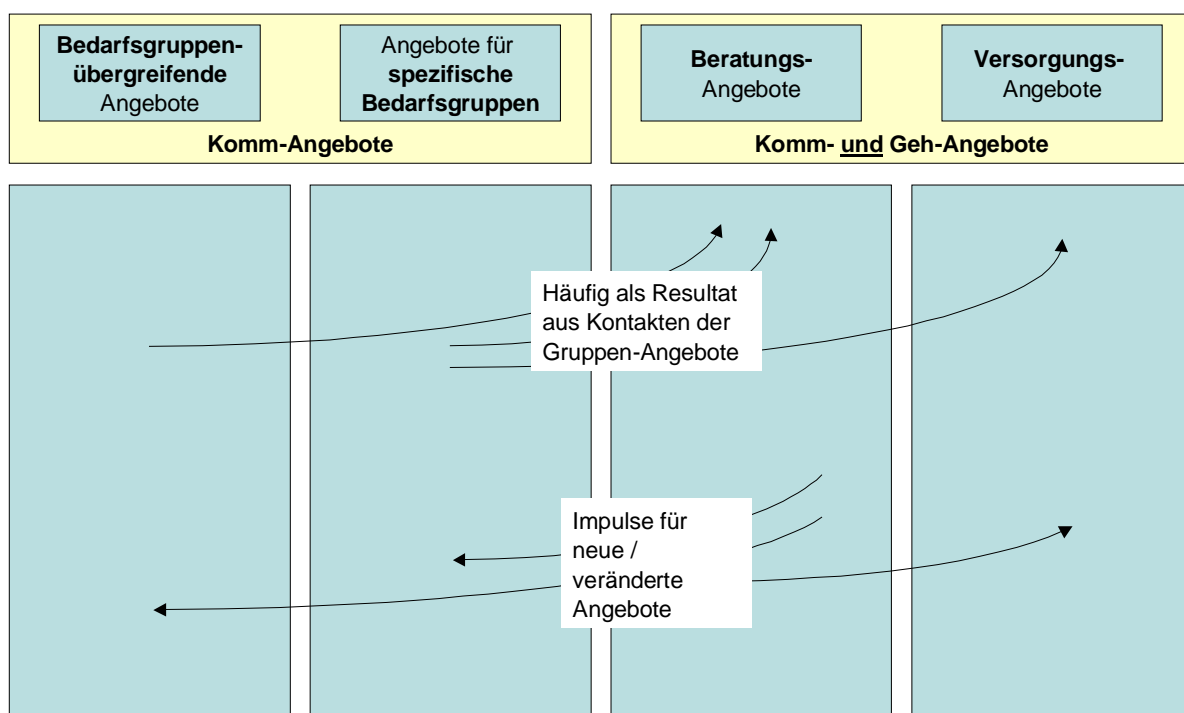 Bedarfsgruppen-
übergreifende
Angebote
Angebote für
spezifische
Bedarfsgruppen
Komm-Angebote
Beratungs-
Angebote
Versorgungs-
Angebote
Komm- und Geh-Angebote
Häufig als Resultat
aus Kontakten der
Gruppen-Angebote
Impulse für
neue /
veränderte
Angebote